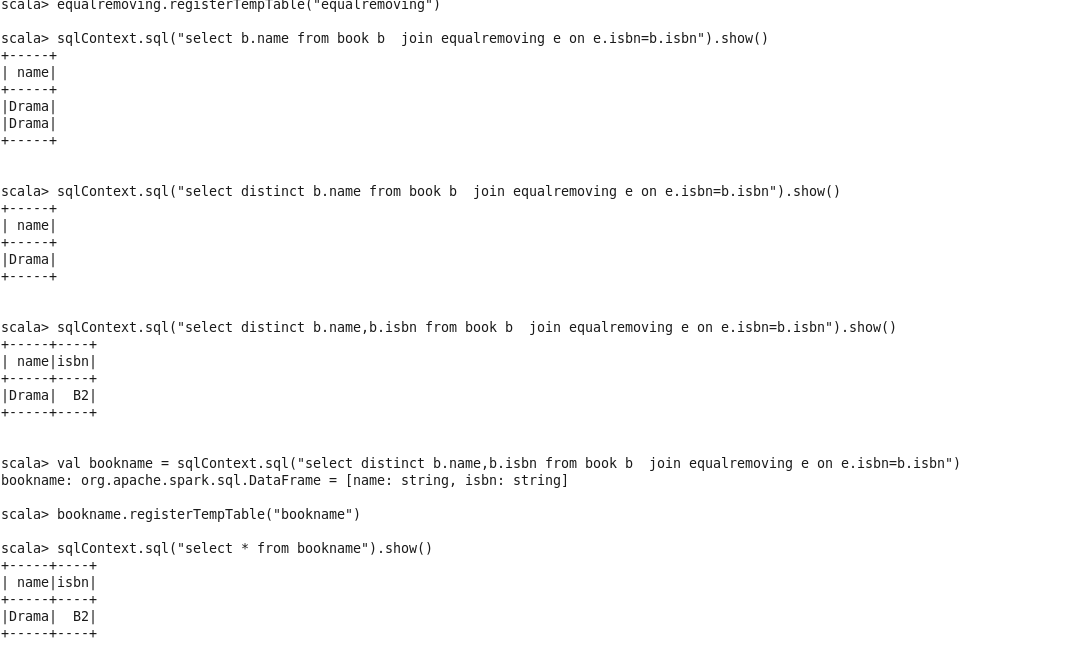 scala> equalremoving.registerTempTable("equalremoving")
scala> sqlContext.sql("select b.name from book b  join equalremoving e on e.isbn=b.isbn").show()
+-----+
| name|
+-----+
|Drama|
|Drama|
+-----+
scala> sqlContext.sql("select distinct b.name from book b  join equalremoving e on e.isbn=b.isbn").show()
+-----+
| name|
+-----+
|Drama|
+-----+
scala> sqlContext.sql("select distinct b.name,b.isbn from book b  join equalremoving e on e.isbn=b.isbn").show()
+-----+----+
| name|isbn|
+-----+----+
|Drama|  B2|
+-----+----+
scala> val bookname = sqlContext.sql("select distinct b.name,b.isbn from book b  join equalremoving e on e.isbn=b.isbn")
bookname: org.apache.spark.sql.DataFrame = [name: string, isbn: string]
scala> bookname.registerTempTable("bookname")
scala> sqlContext.sql("select * from bookname").show()
+-----+----+
| name|isbn|
+-----+----+
|Drama|  B2|
+-----+----+